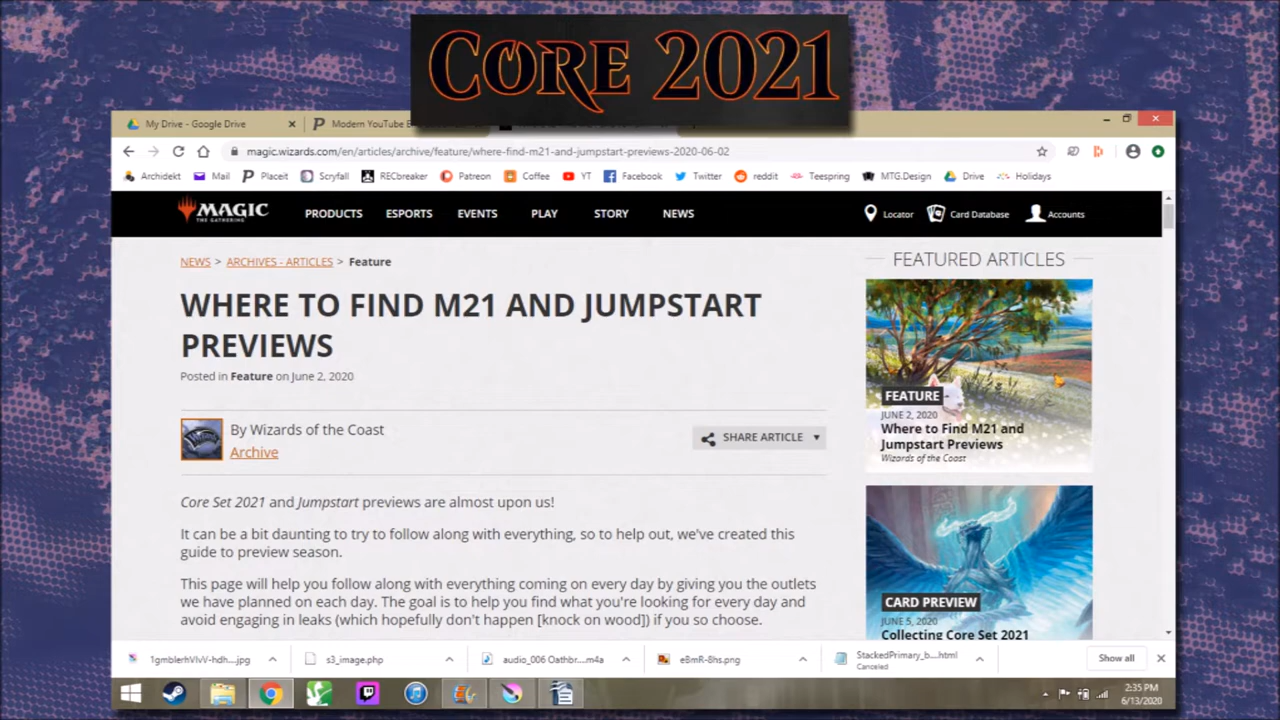 CORE 2021
My Drive - Google Drive
Modern YouTube B
magic.wizards.com/en/articles/archive/feature/where-find-m21-and-jumpstart-previews-2020-06-02
Archidekt Mail Placeit Scryfall RECbreaker Patreon Coffee YT Facebook Twitter reddit Teespring MTG.Design Drive Holidays
MAGIC THE GATHERING PRODUCTS ESPORTS EVENTS PLAY STORY NEWS Locator Card Database Accounts
NEWS > ARCHIVES - ARTICLES > Feature
WHERE TO FIND M21 AND JUMPSTART
PREVIEWS
Posted in Feature on June 2, 2020
By Wizards of the Coast
Archive
SHARE ARTICLE
Core Set 2021 and Jumpstart previews are almost upon us!
It can be a bit daunting to try to follow along with everything, so to help out, we've created this
guide to preview season.
This page will help you follow along with everything coming on every day by giving you the outlets
we have planned on each day. The goal is to help you find what you're looking for every day and
avoid engaging in leaks (which hopefully don't happen [knock on wood]) if you so choose.
FEATURED ARTICLES
FEATURE
JUNE 2, 2020
Where to Find M21 and
Jumpstart Previews
Wizards of the Coast
CARD PREVIEW
JUNE 5, 2020
Collecting Core Set 2021
1gmblerhVIvV-hdh....jpg
s3_image.php
audio_006 Oathbr....m4a
eBmR-8hs.png
StackedPrimary_b....html
Canceled
Show all
2:35 PM
6/13/2020